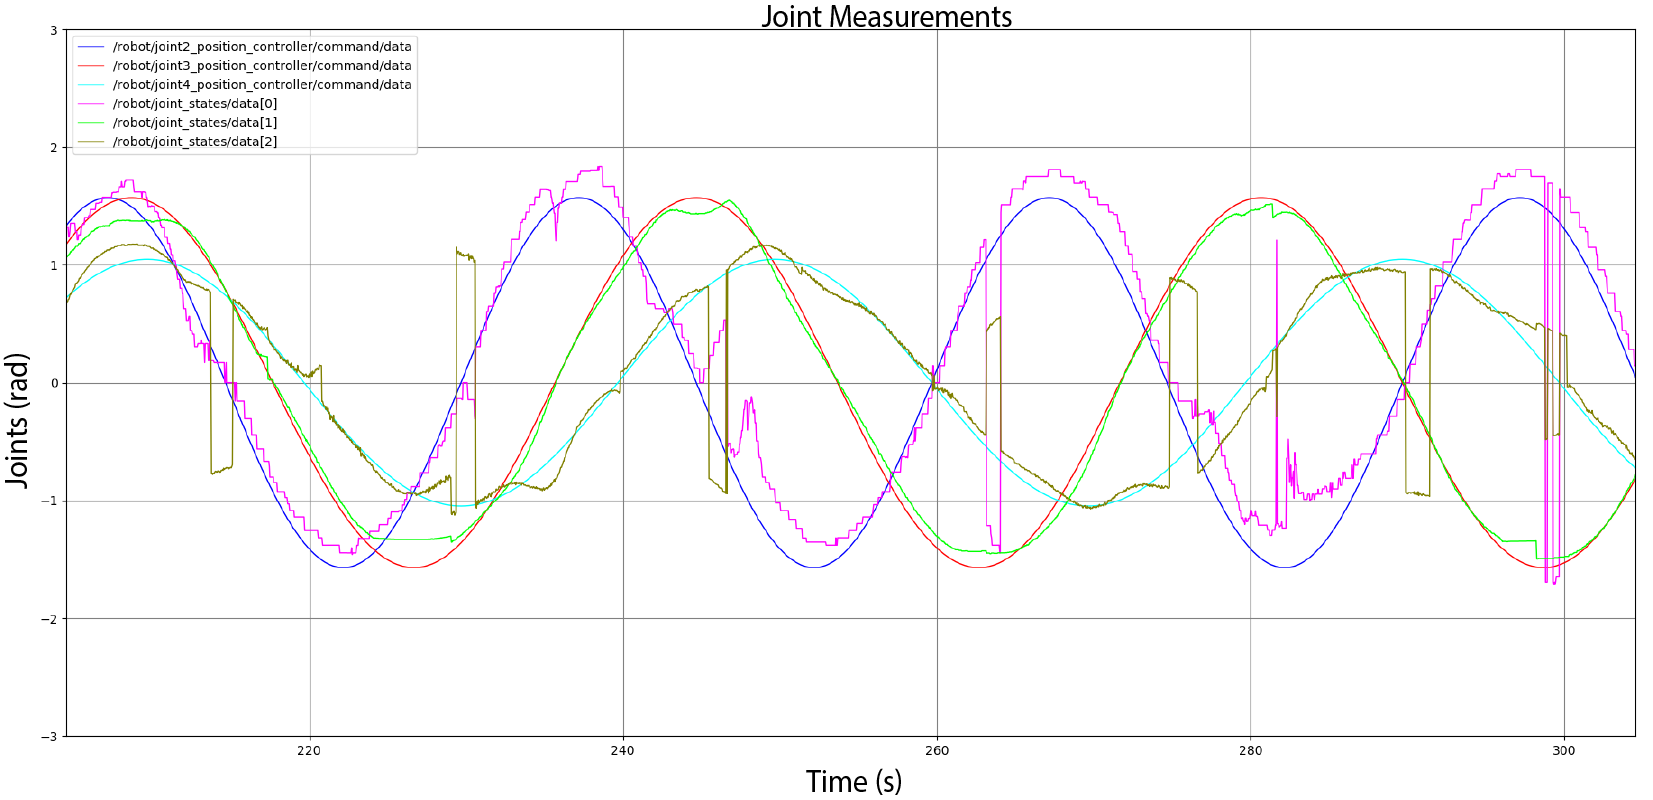 Joint Measurements
3
/robot/joint2_position_controller/command/data
/robot/joint3_position_controller/command/data
/robot/joint4_position_controller/command/data
/robot/joint_states/data[0]
/robot/joint_states/data[1]
/robot/joint_states/data[2]
2
1
0
−1
−2
−3
Joints (rad)
220 240 260 280 300
Time (s)